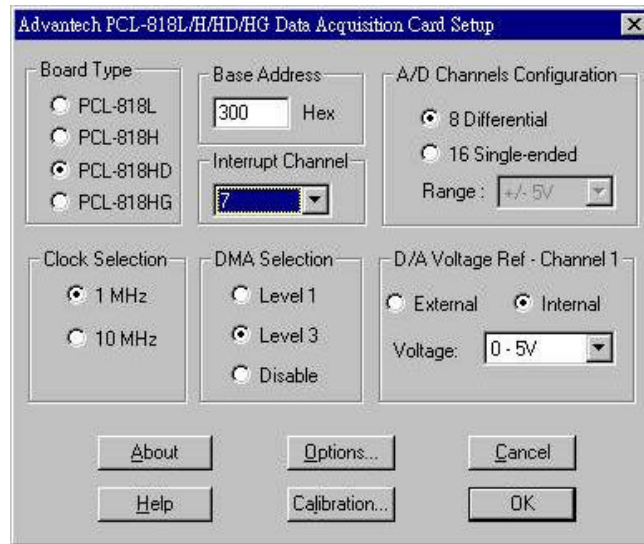 Advantech PCL-818L/H/HD/HG Data Acquisition Card Setup
Board Type
PCL-818L
PCL-818H
PCL-818HD
PCL-818HG
Base Address
300 Hex
Interrupt Channel
7
A/D Channels Configuration
8 Differential
16 Single-ended
Range : +/- 5V
Clock Selection
1 MHz
10 MHz
DMA Selection
Level 1
Level 3
Disable
D/A Voltage Ref - Channel 1
External Internal
Voltage: 0 - 5V
About Options... Cancel
Help Calibration... OK